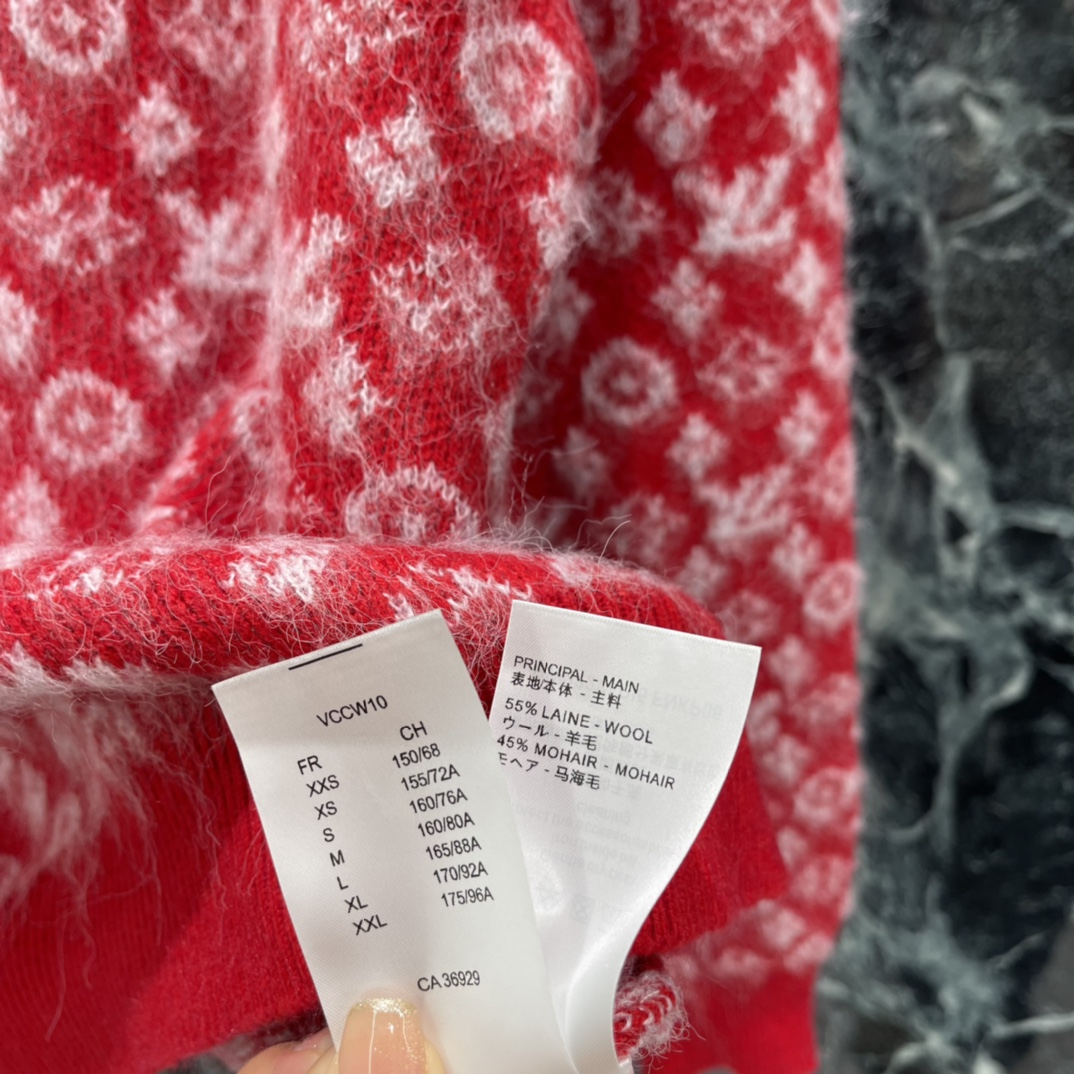 VCCW10
FR CH
XXS 150/68
XS 155/72A
S 160/76A
M 160/80A
L 165/88A
XL 170/92A
XXL 175/96A
CA 36929
PRINCIPAL - MAIN
表地/本体 - 主料
55% LAINE - WOOL
ウール - 羊毛
45% MOHAIR - MOHAIR
モヘア - 马海毛